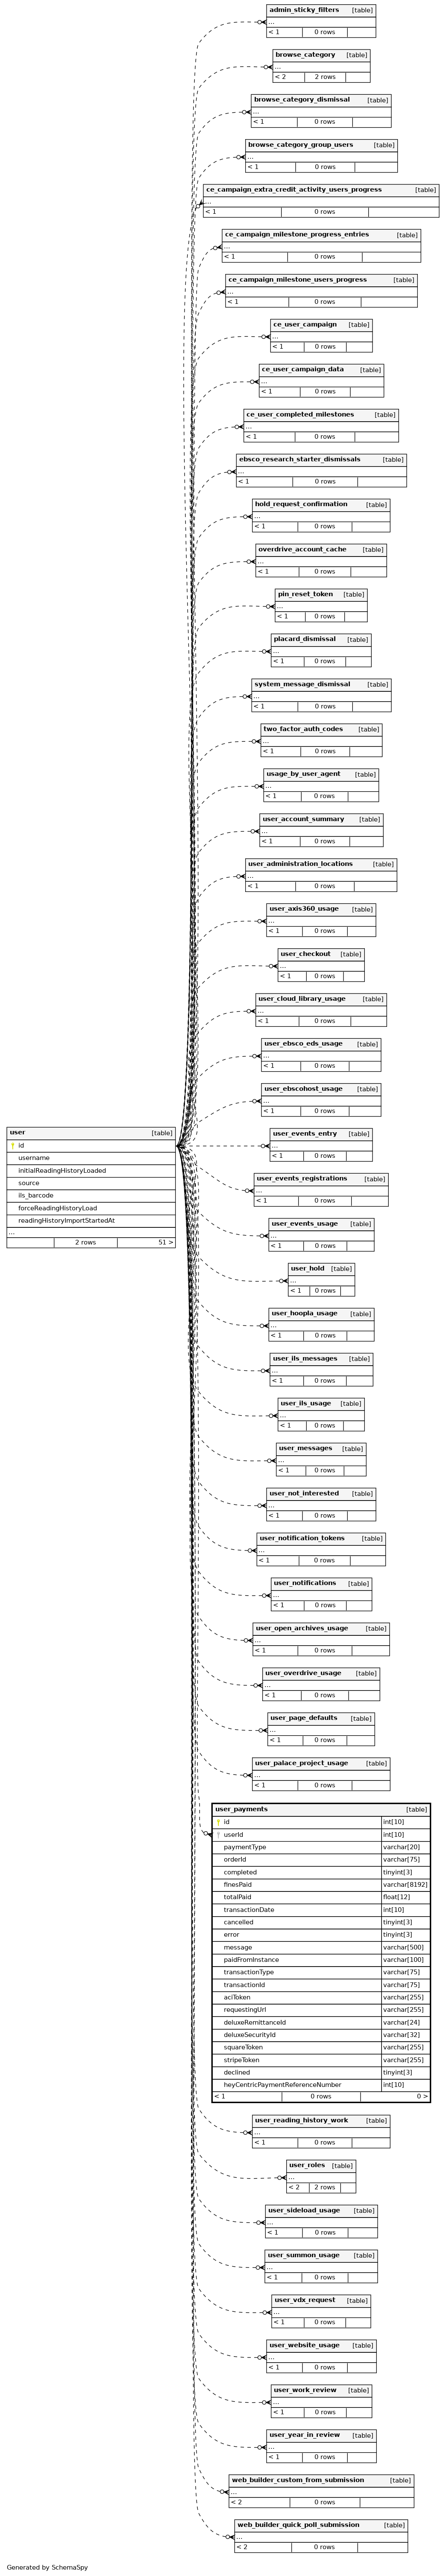 admin_sticky_filters [table]
...
< 1 0 rows
browse_category [table]
...
< 2 2 rows
browse_category_dismissal [table]
...
< 1 0 rows
browse_category_group_users [table]
...
< 1 0 rows
ce_campaign_extra_credit_activity_users_progress [table]
...
< 1 0 rows
ce_campaign_milestone_progress_entries [table]
...
< 1 0 rows
ce_campaign_milestone_users_progress [table]
...
< 1 0 rows
ce_user_campaign [table]
...
< 1 0 rows
ce_user_campaign_data [table]
...
< 1 0 rows
ce_user_completed_milestones [table]
...
< 1 0 rows
ebsco_research_starter_dismissals [table]
...
< 1 0 rows
hold_request_confirmation [table]
...
< 1 0 rows
overdrive_account_cache [table]
...
< 1 0 rows
pin_reset_token [table]
...
< 1 0 rows
placard_dismissal [table]
...
< 1 0 rows
system_message_dismissal [table]
...
< 1 0 rows
two_factor_auth_codes [table]
...
< 1 0 rows
usage_by_user_agent [table]
...
< 1 0 rows
user_account_summary [table]
...
< 1 0 rows
user_administration_locations [table]
...
< 1 0 rows
user_axis360_usage [table]
...
< 1 0 rows
user_checkout [table]
...
< 1 0 rows
user_cloud_library_usage [table]
...
< 1 0 rows
user_ebsco_eds_usage [table]
...
< 1 0 rows
user_ebscohost_usage [table]
...
< 1 0 rows
user [table]
id
username
initialReadingHistoryLoaded
source
ils_barcode
forceReadingHistoryLoad
readingHistoryImportStartedAt
...
2 rows 51 >
user_events_entry [table]
...
< 1 0 rows
user_events_registrations [table]
...
< 1 0 rows
user_events_usage [table]
...
< 1 0 rows
user_hold [table]
...
< 1 0 rows
user_hoopla_usage [table]
...
< 1 0 rows
user_ils_messages [table]
...
< 1 0 rows
user_ils_usage [table]
...
< 1 0 rows
user_messages [table]
...
< 1 0 rows
user_not_interested [table]
...
< 1 0 rows
user_notification_tokens [table]
...
< 1 0 rows
user_notifications [table]
...
< 1 0 rows
user_open_archives_usage [table]
...
< 1 0 rows
user_overdrive_usage [table]
...
< 1 0 rows
user_page_defaults [table]
...
< 1 0 rows
user_palace_project_usage [table]
...
< 1 0 rows
user_payments [table]
id int[10]
userId int[10]
paymentType varchar[20]
orderId varchar[75]
completed tinyint[3]
finesPaid varchar[8192]
totalPaid float[12]
transactionDate int[10]
cancelled tinyint[3]
error tinyint[3]
message varchar[500]
paidFromInstance varchar[100]
transactionType varchar[75]
transactionId varchar[75]
aciToken varchar[255]
requestingUrl varchar[255]
deluxeRemittanceId varchar[24]
deluxeSecurityId varchar[32]
squareToken varchar[255]
stripeToken varchar[255]
declined tinyint[3]
heyCentricPaymentReferenceNumber int[10]
< 1 0 rows 0 >
user_reading_history_work [table]
...
< 1 0 rows
user_roles [table]
...
< 2 2 rows
user_sideload_usage [table]
...
< 1 0 rows
user_summon_usage [table]
...
< 1 0 rows
user_vdx_request [table]
...
< 1 0 rows
user_website_usage [table]
...
< 1 0 rows
user_work_review [table]
...
< 1 0 rows
user_year_in_review [table]
...
< 1 0 rows
web_builder_custom_from_submission [table]
...
< 2 0 rows
web_builder_quick_poll_submission [table]
...
< 2 0 rows
Generated by SchemaSpy